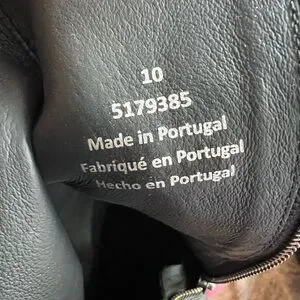 10
5179385
Made in Portugal
Fabriqué en Portugal
Hecho en Portugal